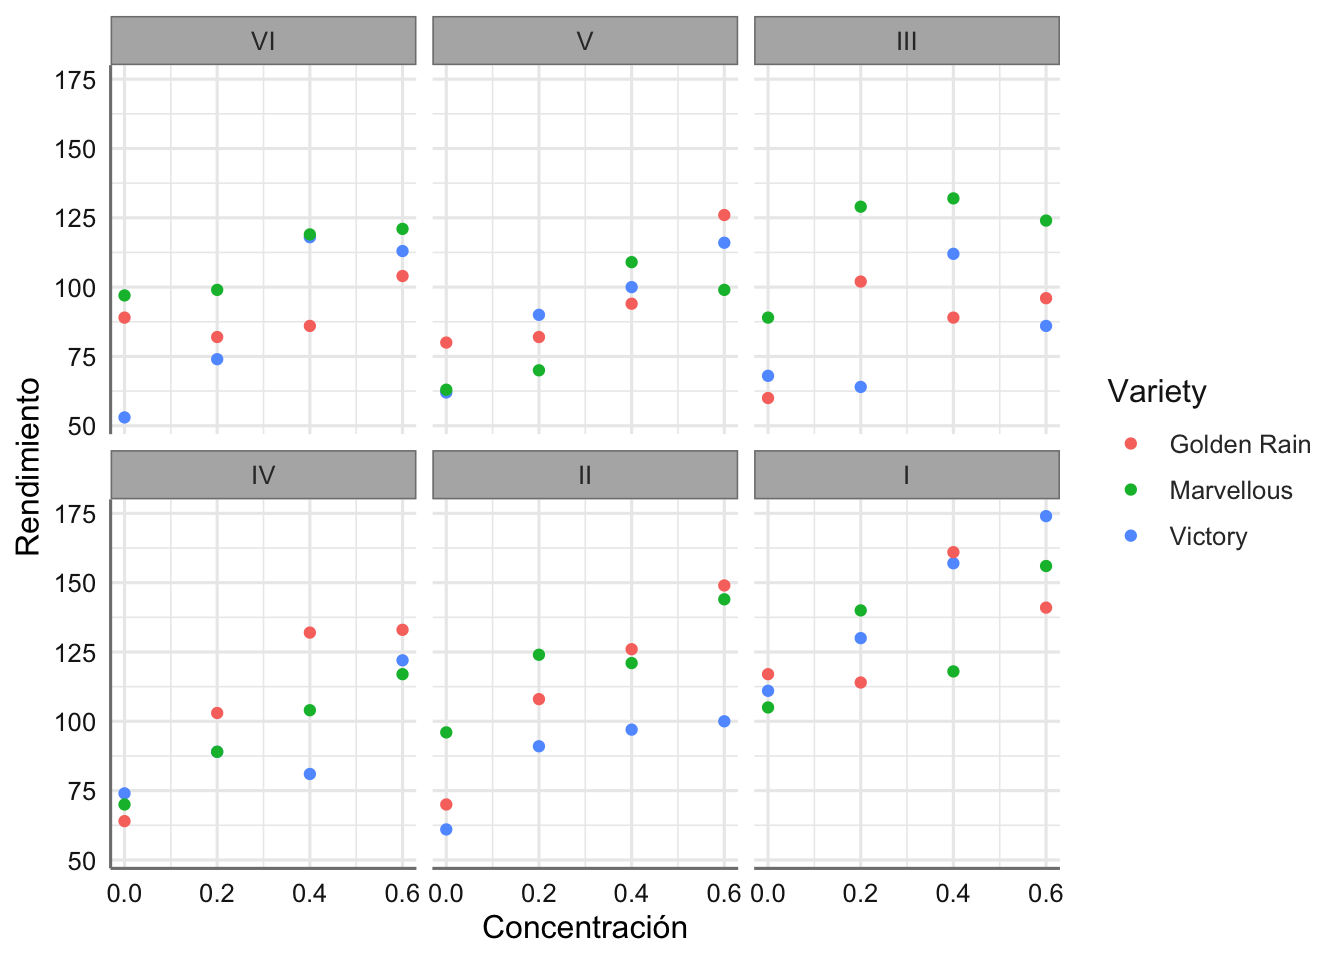 VI V III
175
150
125
100
75
50
IV II I
175
150
125
100
75
50
0.0 0.2 0.4 0.6 0.0 0.2 0.4 0.6 0.0 0.2 0.4 0.6
Concentración
Rendimiento
Variety
Golden Rain
Marvellous
Victory